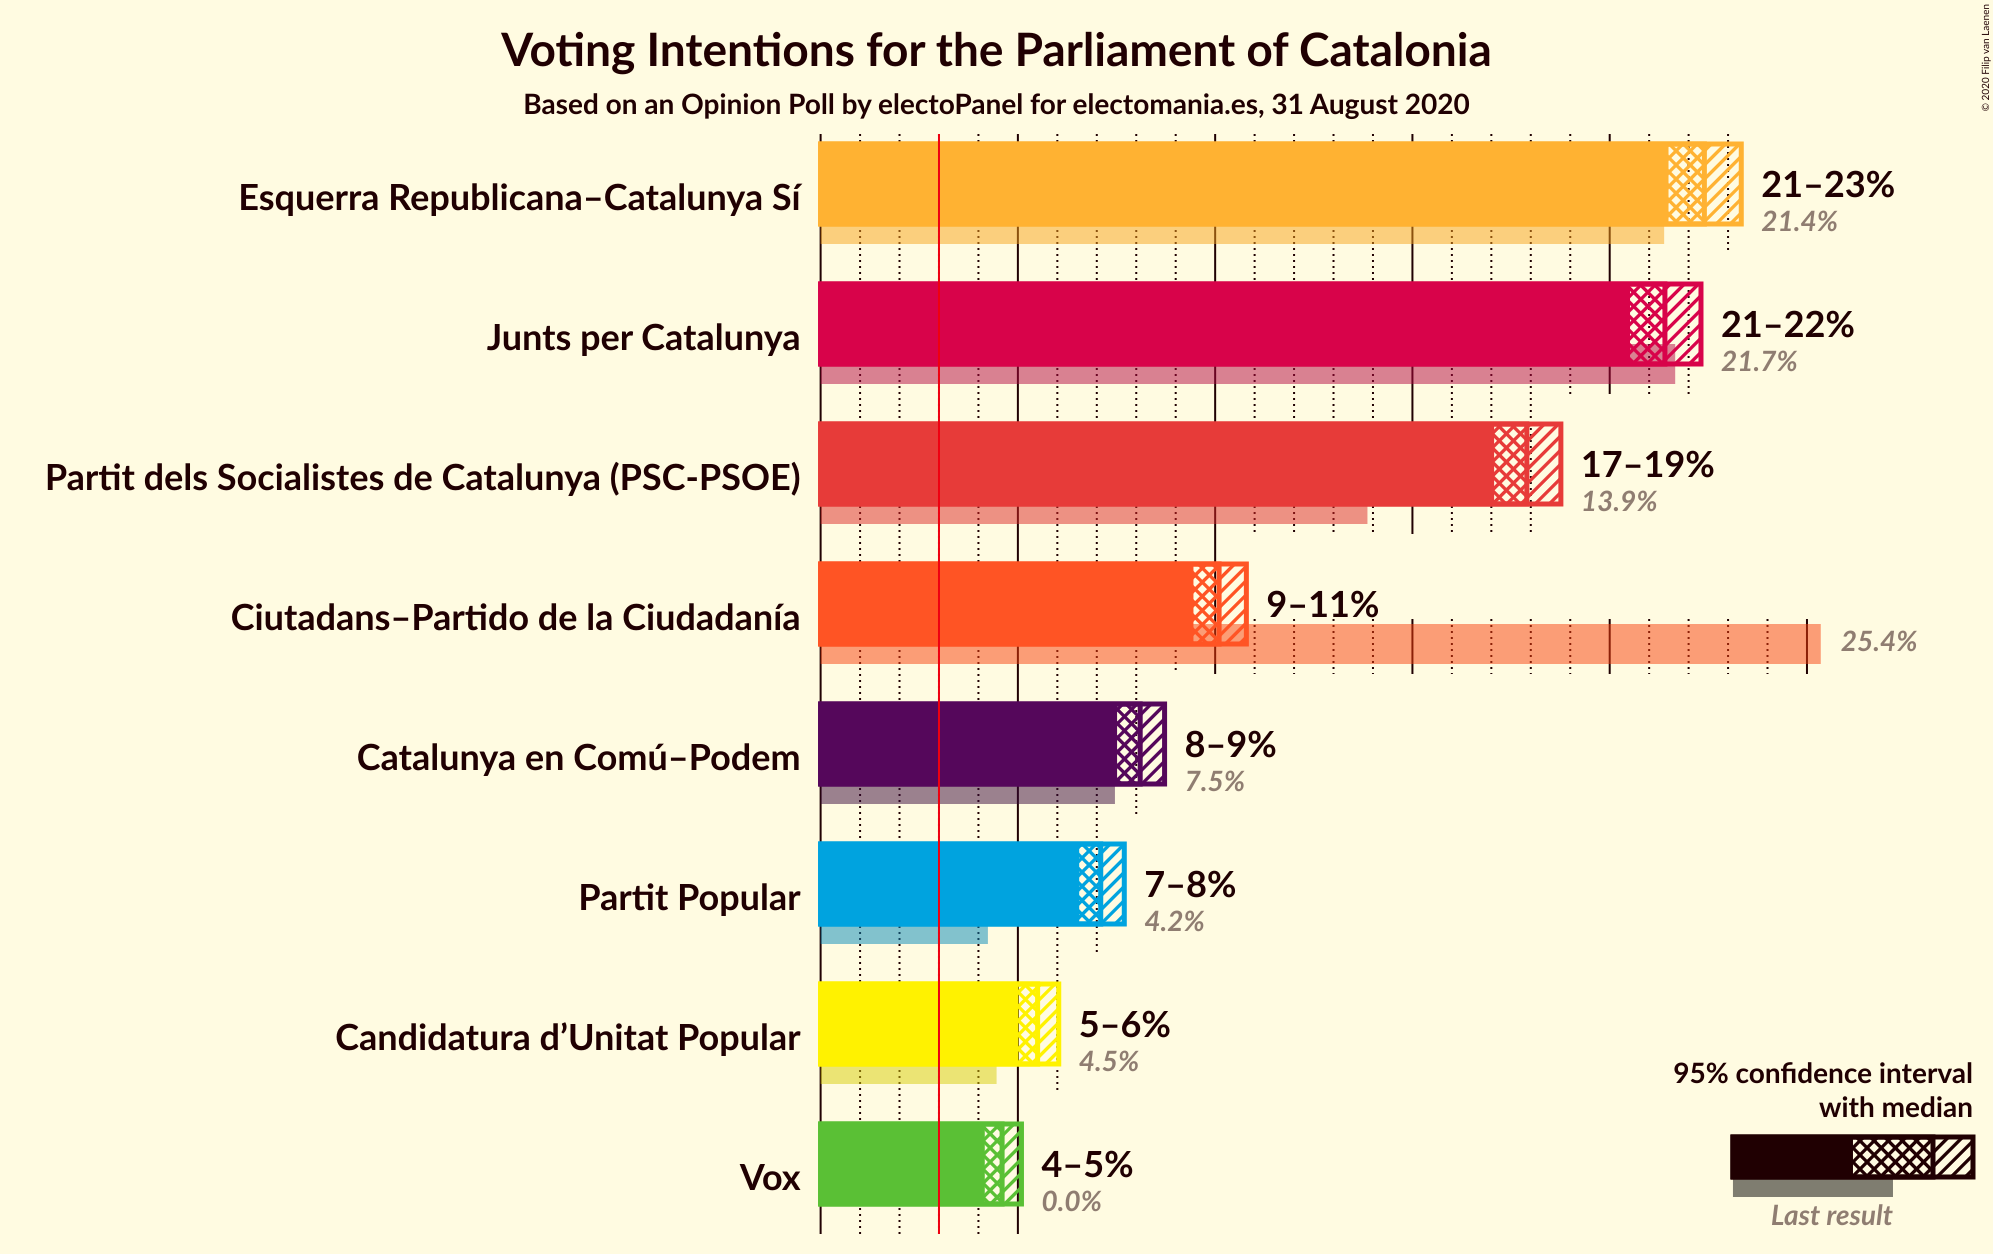 Voting Intentions for the Parliament of Catalonia
Based on an Opinion Poll by electoPanel for electomania.es, 31 August 2020
© 2020 Filip van Laenen
Esquerra Republicana–Catalunya Sí
21–23%
21.4%
Junts per Catalunya
21–22%
21.7%
Partit dels Socialistes de Catalunya (PSC-PSOE)
17–19%
13.9%
Ciutadans–Partido de la Ciudadanía
9–11%
25.4%
Catalunya en Comú–Podem
8–9%
7.5%
Partit Popular
7–8%
4.2%
Candidatura d’Unitat Popular
5–6%
4.5%
Vox
4–5%
0.0%
95% confidence interval
with median
Last result